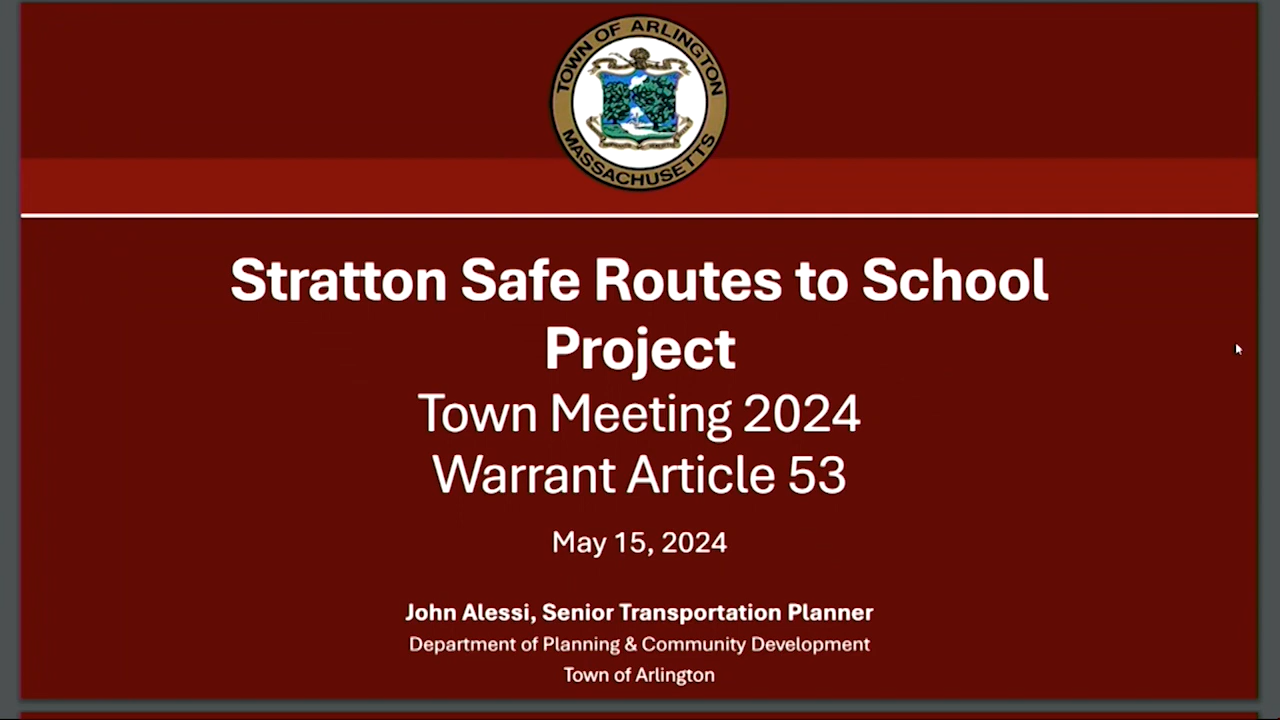 TOWN OF ARLINGTON
MASSACHUSETTS
Stratton Safe Routes to School
Project
Town Meeting 2024
Warrant Article 53
May 15, 2024
John Alessi, Senior Transportation Planner
Department of Planning & Community Development
Town of Arlington